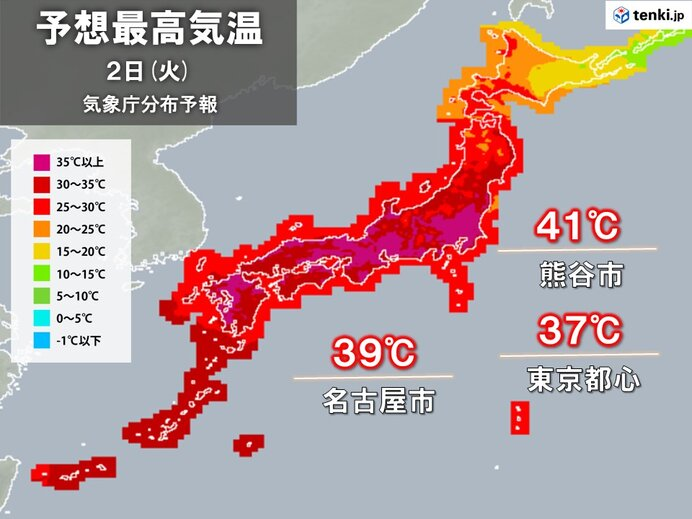 予想最高気温
2日(火)
気象庁分布予報
tenki.jp
35℃以上
30〜35℃
25〜30℃
20〜25℃
15〜20℃
10〜15℃
5〜10℃
0〜5℃
-1℃以下
41℃
熊谷市
39℃
名古屋市
37℃
東京都心